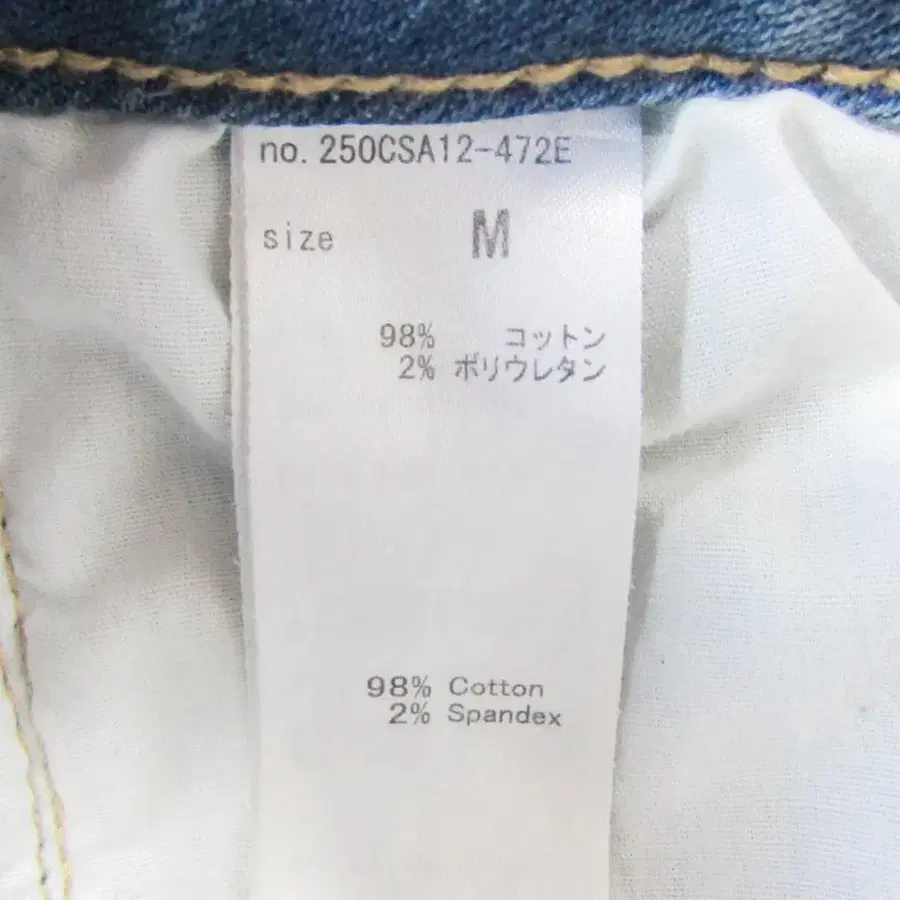 no. 250CSA12-472E
size M
98% コットン
2% ポリウレタン
98% Cotton
2% Spandex